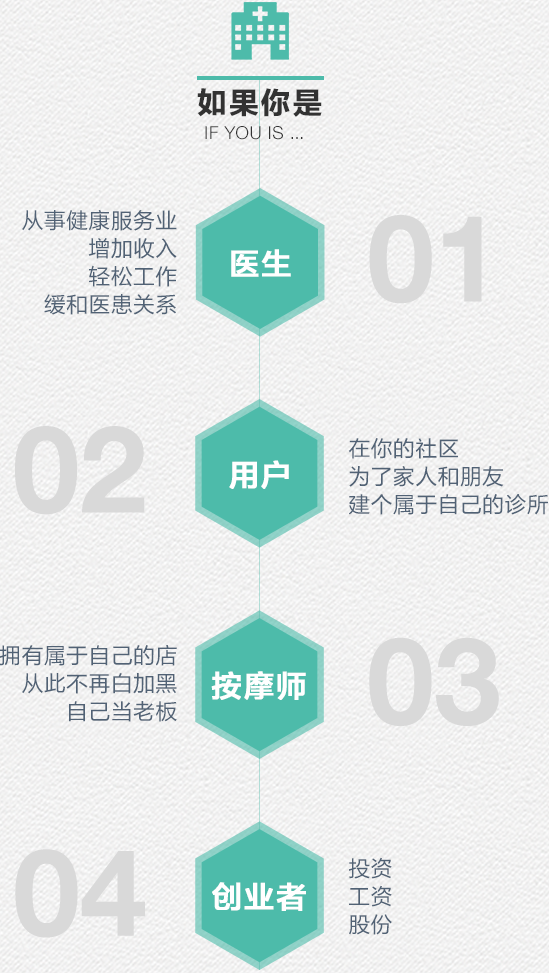 如果你是
IF YOU IS ...
从事健康服务业
增加收入
轻松工作
缓和医患关系
医生
01
02
用户
在你的社区
为了家人和朋友
建个属于自己的诊所
拥有属于自己的店
从此不再白加黑
自己当老板
按摩师
03
04
创业者
投资
工资
股份